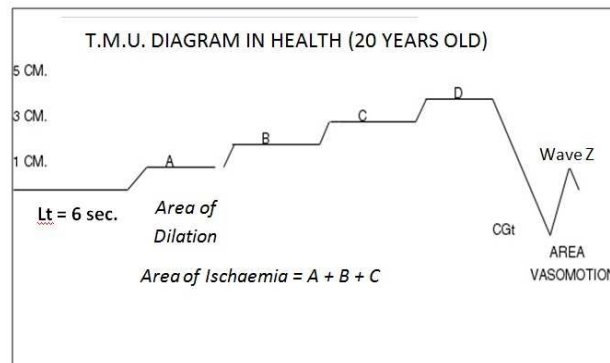 T.M.U. DIAGRAM IN HEALTH (20 YEARS OLD)
5 CM.
3 CM.
1 CM.
A
B
C
D
Wave Z
Lt = 6 sec.
Area of
Dilation
CGt
AREA
VASOMOTION
Area of Ischaemia = A + B + C